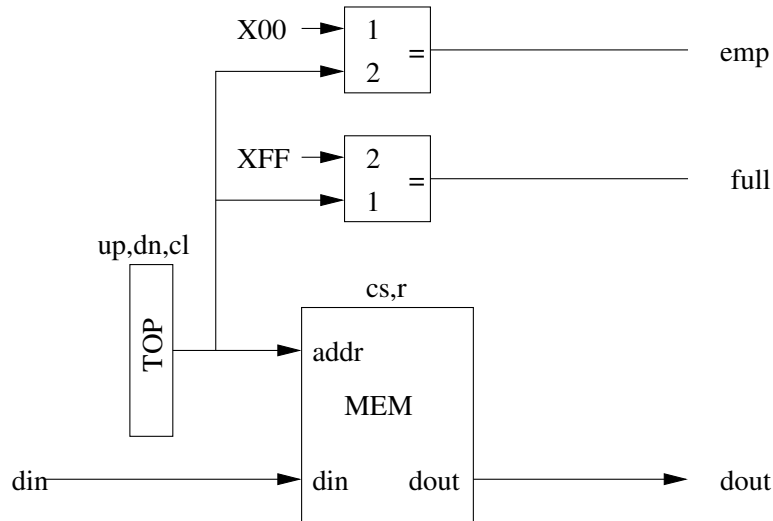 X00 1 emp
=
2
XFF 2 full
=
1
up,dn,cl
cs,r
TOP addr
MEM
din din dout dout